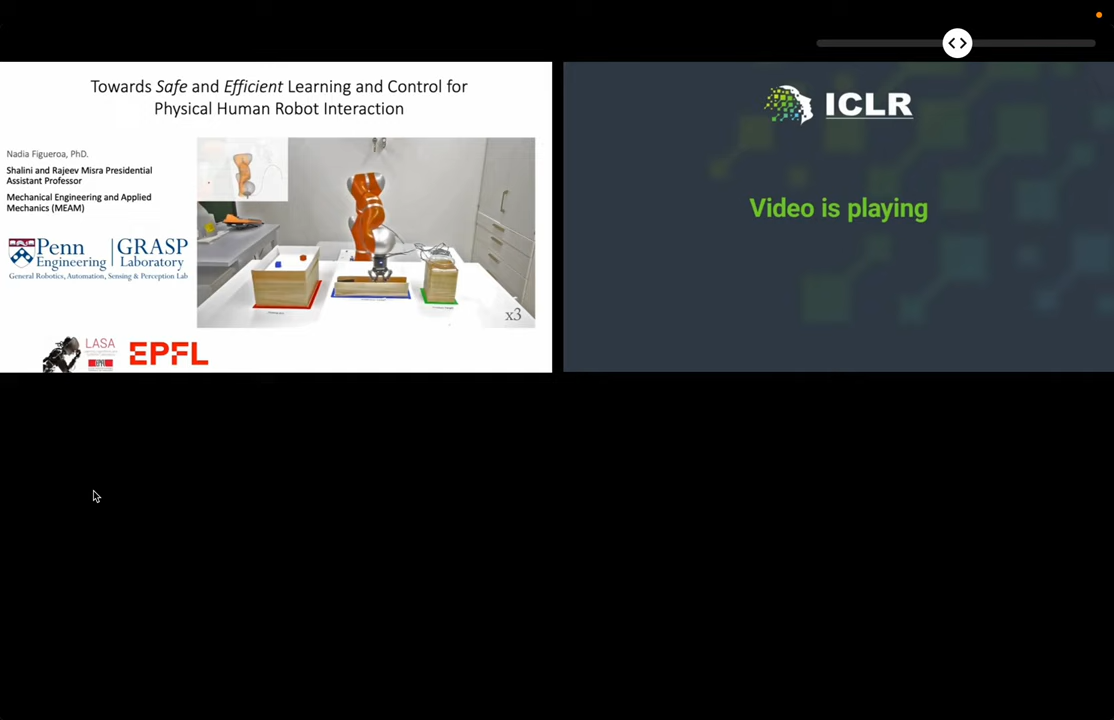 Towards Safe and Efficient Learning and Control for
Physical Human Robot Interaction
Nadia Figueroa, PhD.
Shalini and Rajeev Misra Presidential
Assistant Professor
Mechanical Engineering and Applied
Mechanics (MEAM)
Penn
Engineering
GRASP
Laboratory
General Robotics, Automation, Sensing & Perception Lab
x3
LASA
EPFL
ICLR
Video is playing